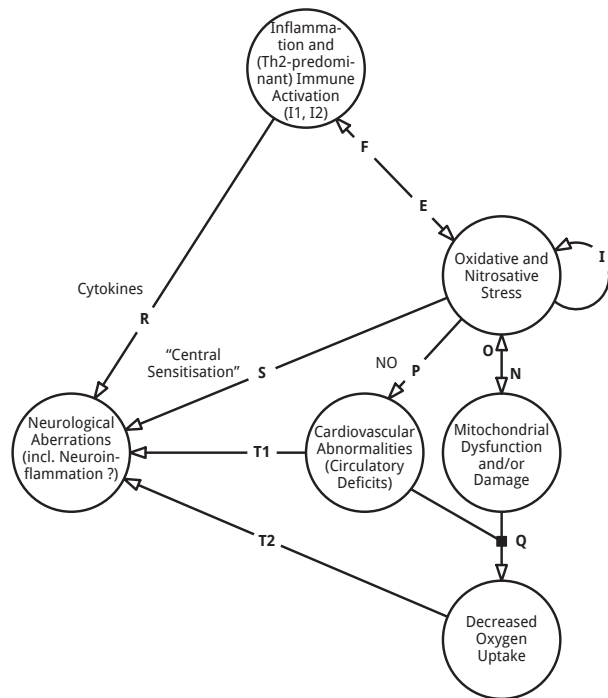 Inflamma-
tion and
(Th2-predomi-
nant) Immune
Activation
(I1, I2)
F
E
Oxidative and
Nitrosative
Stress
I
Cytokines
R
"Central
Sensitisation"
S
NO
P
O
N
Neurological
Aberrations
(incl. Neuroin-
flammation ?)
T1
Cardiovascular
Abnormalities
(Circulatory
Deficits)
Mitochondrial
Dysfunction
and/or
Damage
T2
Q
Decreased
Oxygen
Uptake